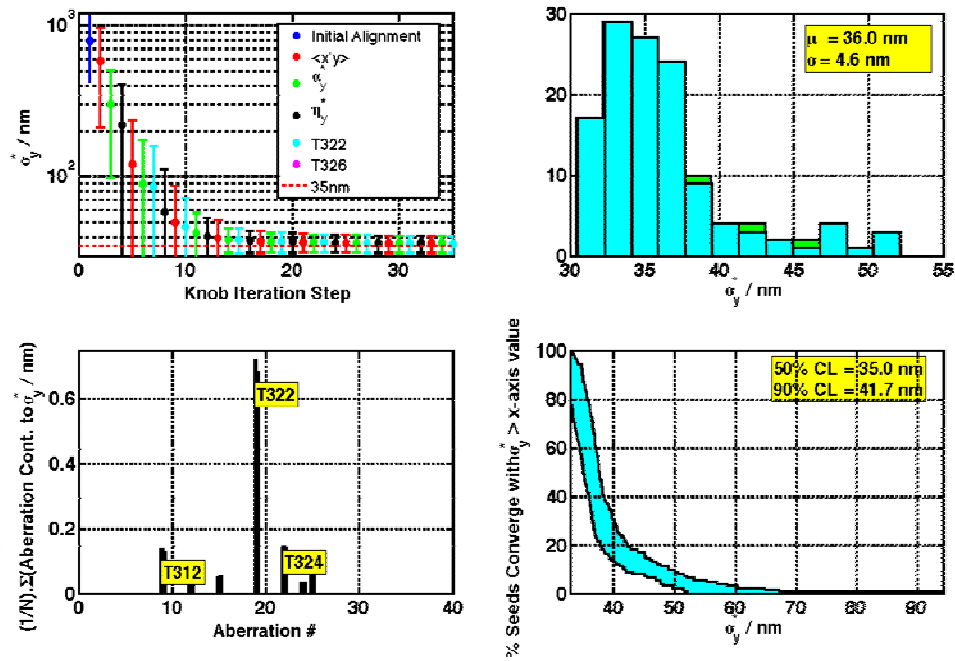 10^3
10^2
σ*y / nm
Initial Alignment
<x'y>
α*y
η*y
T322
T326
35nm
0 10 20 30
Knob Iteration Step
30
20
10
0
μ = 36.0 nm
σ = 4.6 nm
30 35 40 45 50 55
σ*y / nm
(1/N).Σ(Aberration Cont. to σ*y / nm)
0.6
0.4
0.2
0
T322
T312
T324
0 10 20 30 40
Aberration #
% Seeds Converge with σ*y > x-axis value
100
80
60
40
20
0
50% CL = 35.0 nm
90% CL = 41.7 nm
40 50 60 70 80 90
σ*y / nm